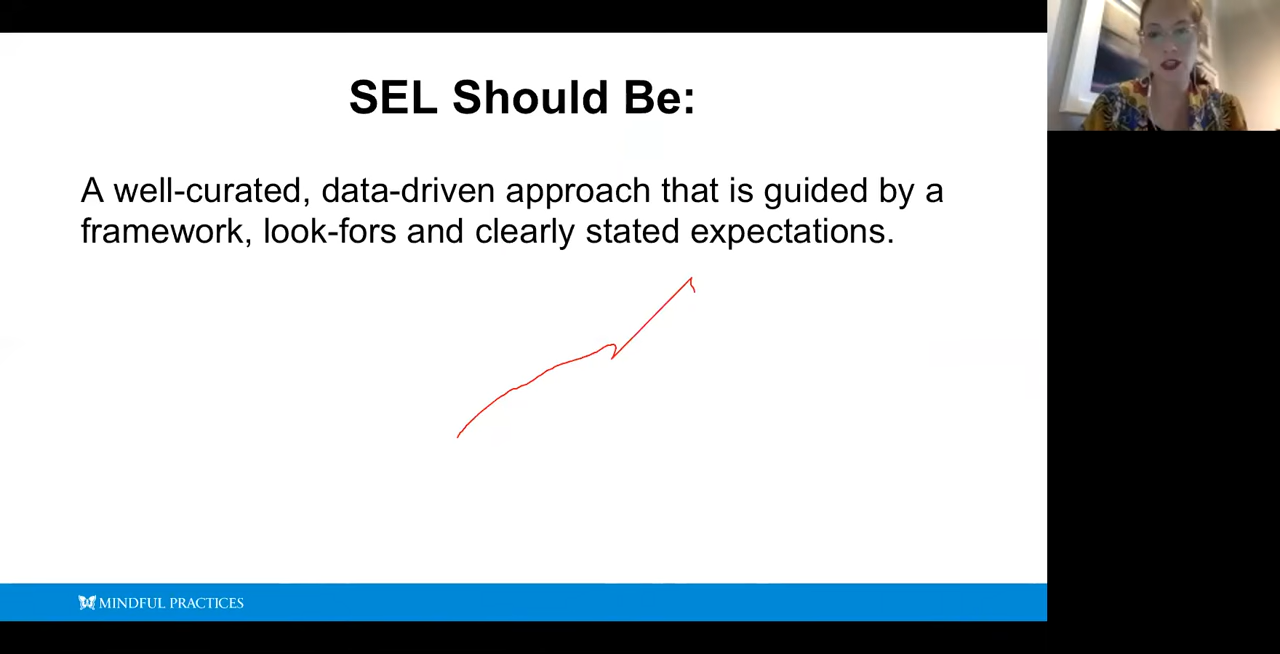 SEL Should Be:
A well-curated, data-driven approach that is guided by a
framework, look-fors and clearly stated expectations.
MINDFUL PRACTICES